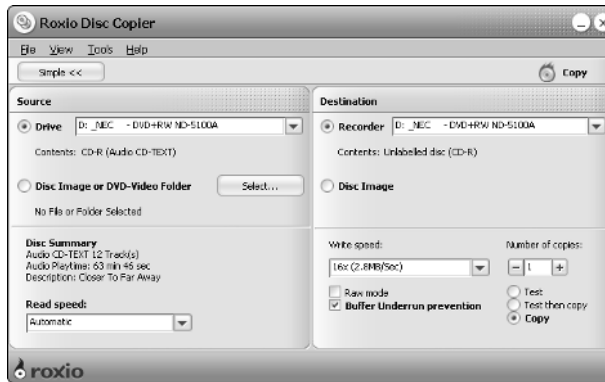 Roxio Disc Copier
File View Tools Help
Simple << Copy
Source
Drive D: _NEC - DVD+RW ND-5100A
Contents: CD-R (Audio CD-TEXT)
Disc Image or DVD-Video Folder Select...
No File or Folder Selected
Disc Summary
Audio CD-TEXT 12 Track(s)
Audio Playtime: 63 min 46 sec
Description: Closer To Far Away
Read speed:
Automatic
Destination
Recorder D: _NEC - DVD+RW ND-5100A
Contents: Unlabelled disc (CD-R)
Disc Image
Write speed: Number of copies:
16x (2.8MB/Sec) 1
Raw mode Test
Buffer Underrun prevention Test then copy
Copy
roxio